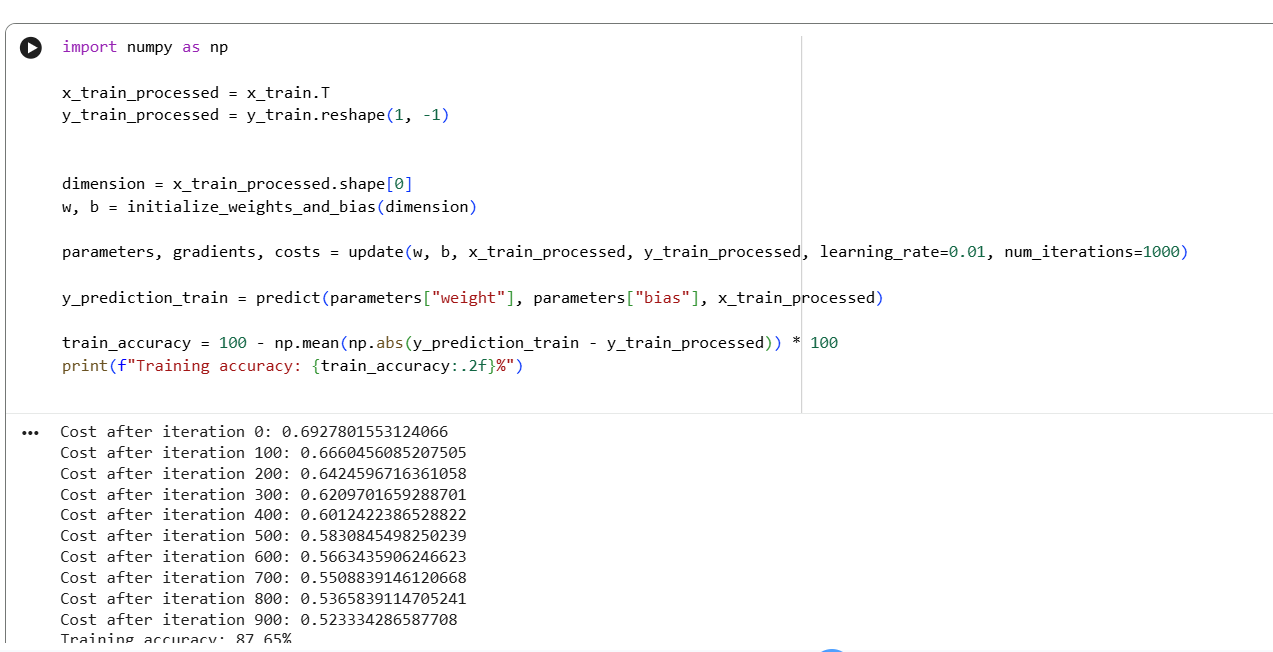 import numpy as np
x_train_processed = x_train.T
y_train_processed = y_train.reshape(1, -1)
dimension = x_train_processed.shape[0]
w, b = initialize_weights_and_bias(dimension)
parameters, gradients, costs = update(w, b, x_train_processed, y_train_processed, learning_rate=0.01, num_iterations=1000)
y_prediction_train = predict(parameters["weight"], parameters["bias"], x_train_processed)
train_accuracy = 100 - np.mean(np.abs(y_prediction_train - y_train_processed)) * 100
print(f"Training accuracy: {train_accuracy:.2f}%")
Cost after iteration 0: 0.6927801553124066
Cost after iteration 100: 0.6660456085207505
Cost after iteration 200: 0.6424596716361058
Cost after iteration 300: 0.6209701659288701
Cost after iteration 400: 0.6012422386528822
Cost after iteration 500: 0.5830845498250239
Cost after iteration 600: 0.5663435906246623
Cost after iteration 700: 0.5508839146120668
Cost after iteration 800: 0.5365839114705241
Cost after iteration 900: 0.523334286587708
Training accuracy: 87.65%